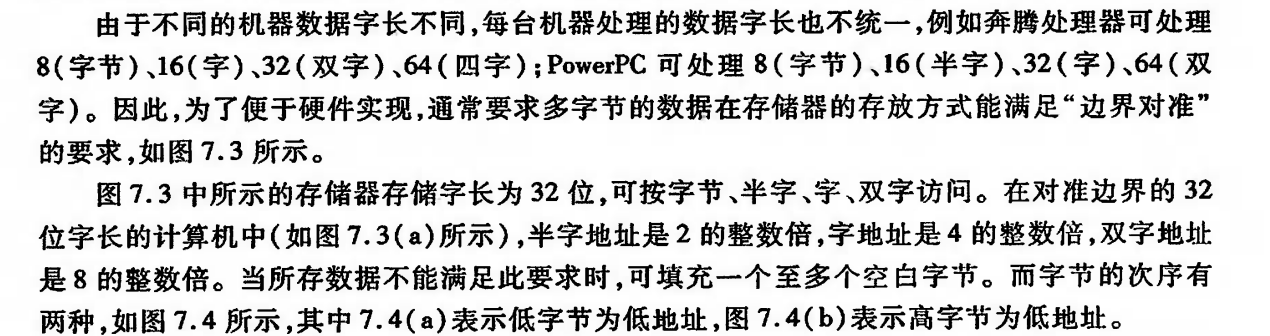 由于不同的机器数据字长不同,每台机器处理的数据字长也不统一,例如奔腾处理器可处理
8(字节)、16(字)、32(双字)、64(四字);PowerPC 可处理 8(字节)、16(半字)、32(字)、64(双
字)。因此,为了便于硬件实现,通常要求多字节的数据在存储器的存放方式能满足“边界对准”
的要求,如图 7.3 所示。
图 7.3 中所示的存储器存储字长为 32 位,可按字节、半字、字、双字访问。在对准边界的 32
位字长的计算机中(如图 7.3(a)所示),半字地址是 2 的整数倍,字地址是 4 的整数倍,双字地址
是 8 的整数倍。当所存数据不能满足此要求时,可填充一个至多个空白字节。而字节的次序有
两种,如图 7.4 所示,其中 7.4(a)表示低字节为低地址,图 7.4(b)表示高字节为低地址。